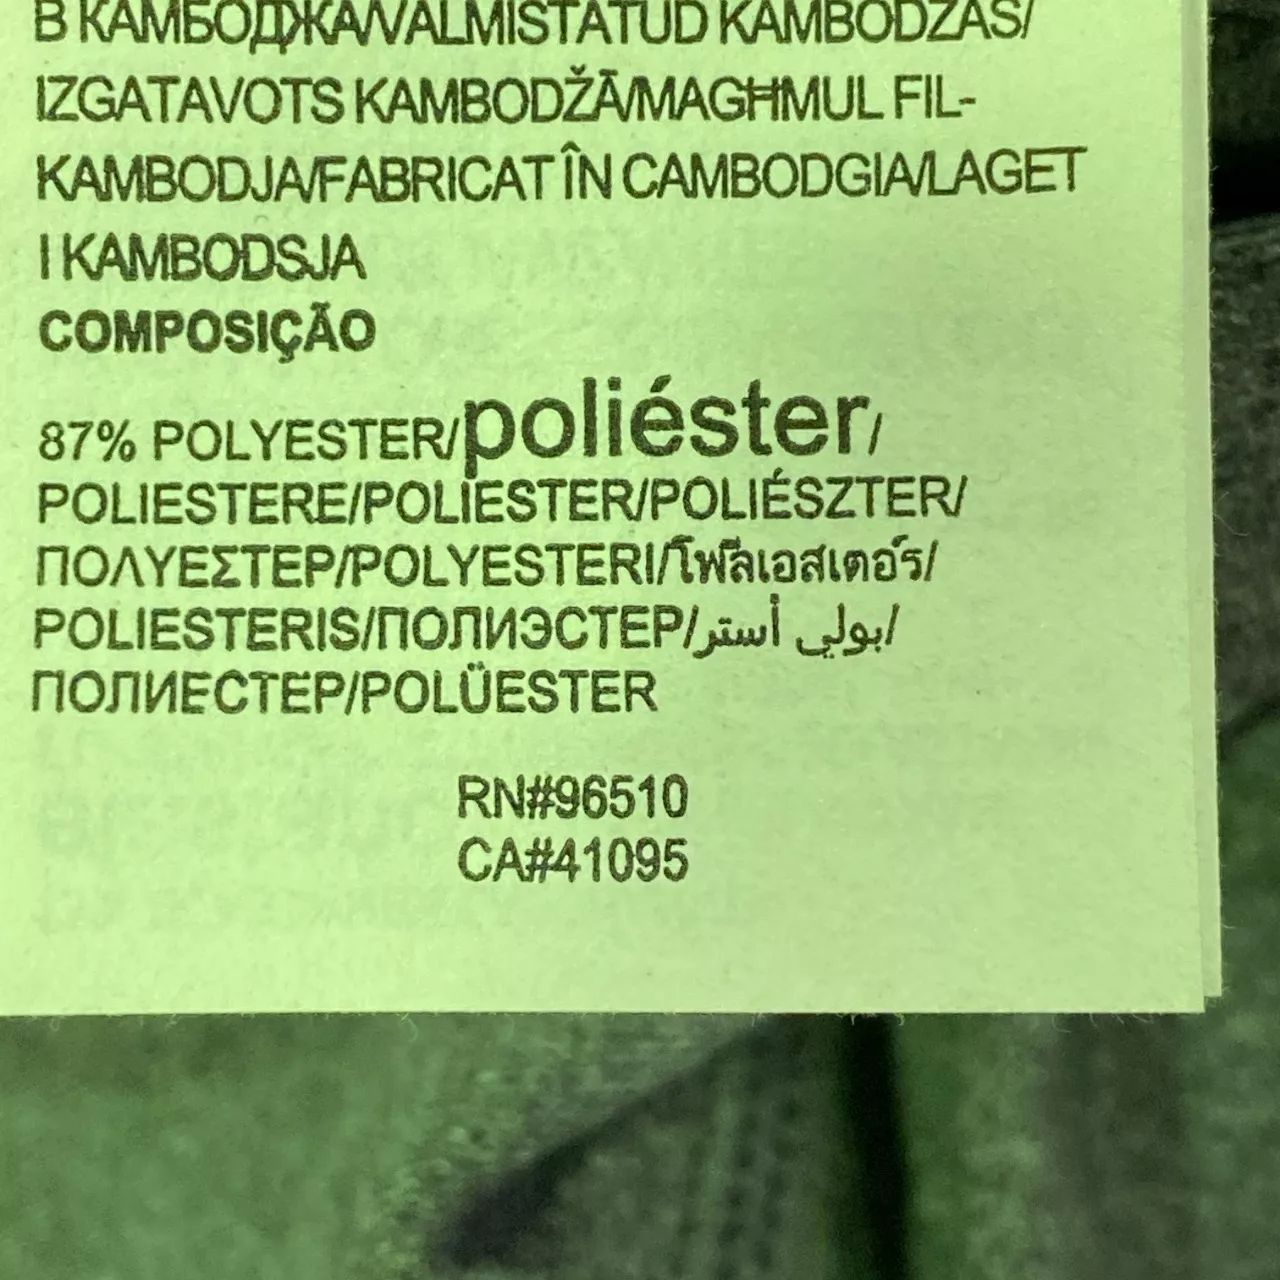 В КАМБОДЖА/VALMISTATUD KAMBODŽAS/
IZGATAVOTS KAMBODŽĀ/MAGĦMUL FIL-
KAMBODJA/FABRICAT ÎN CAMBODGIA/LAGET
I KAMBODSJA
COMPOSIÇÃO
87% POLYESTER/poliéster/
POLIESTERE/POLIESTER/POLIÉSZTER/
ΠΟΛΥΕΣΤΕΡ/POLYESTERI/โพลีเอสเตอร์/
POLIESTERIS/ПОЛИЭСТЕР/بولي أستر/
ПОЛИЕСТЕР/POLÜESTER
RN#96510
CA#41095